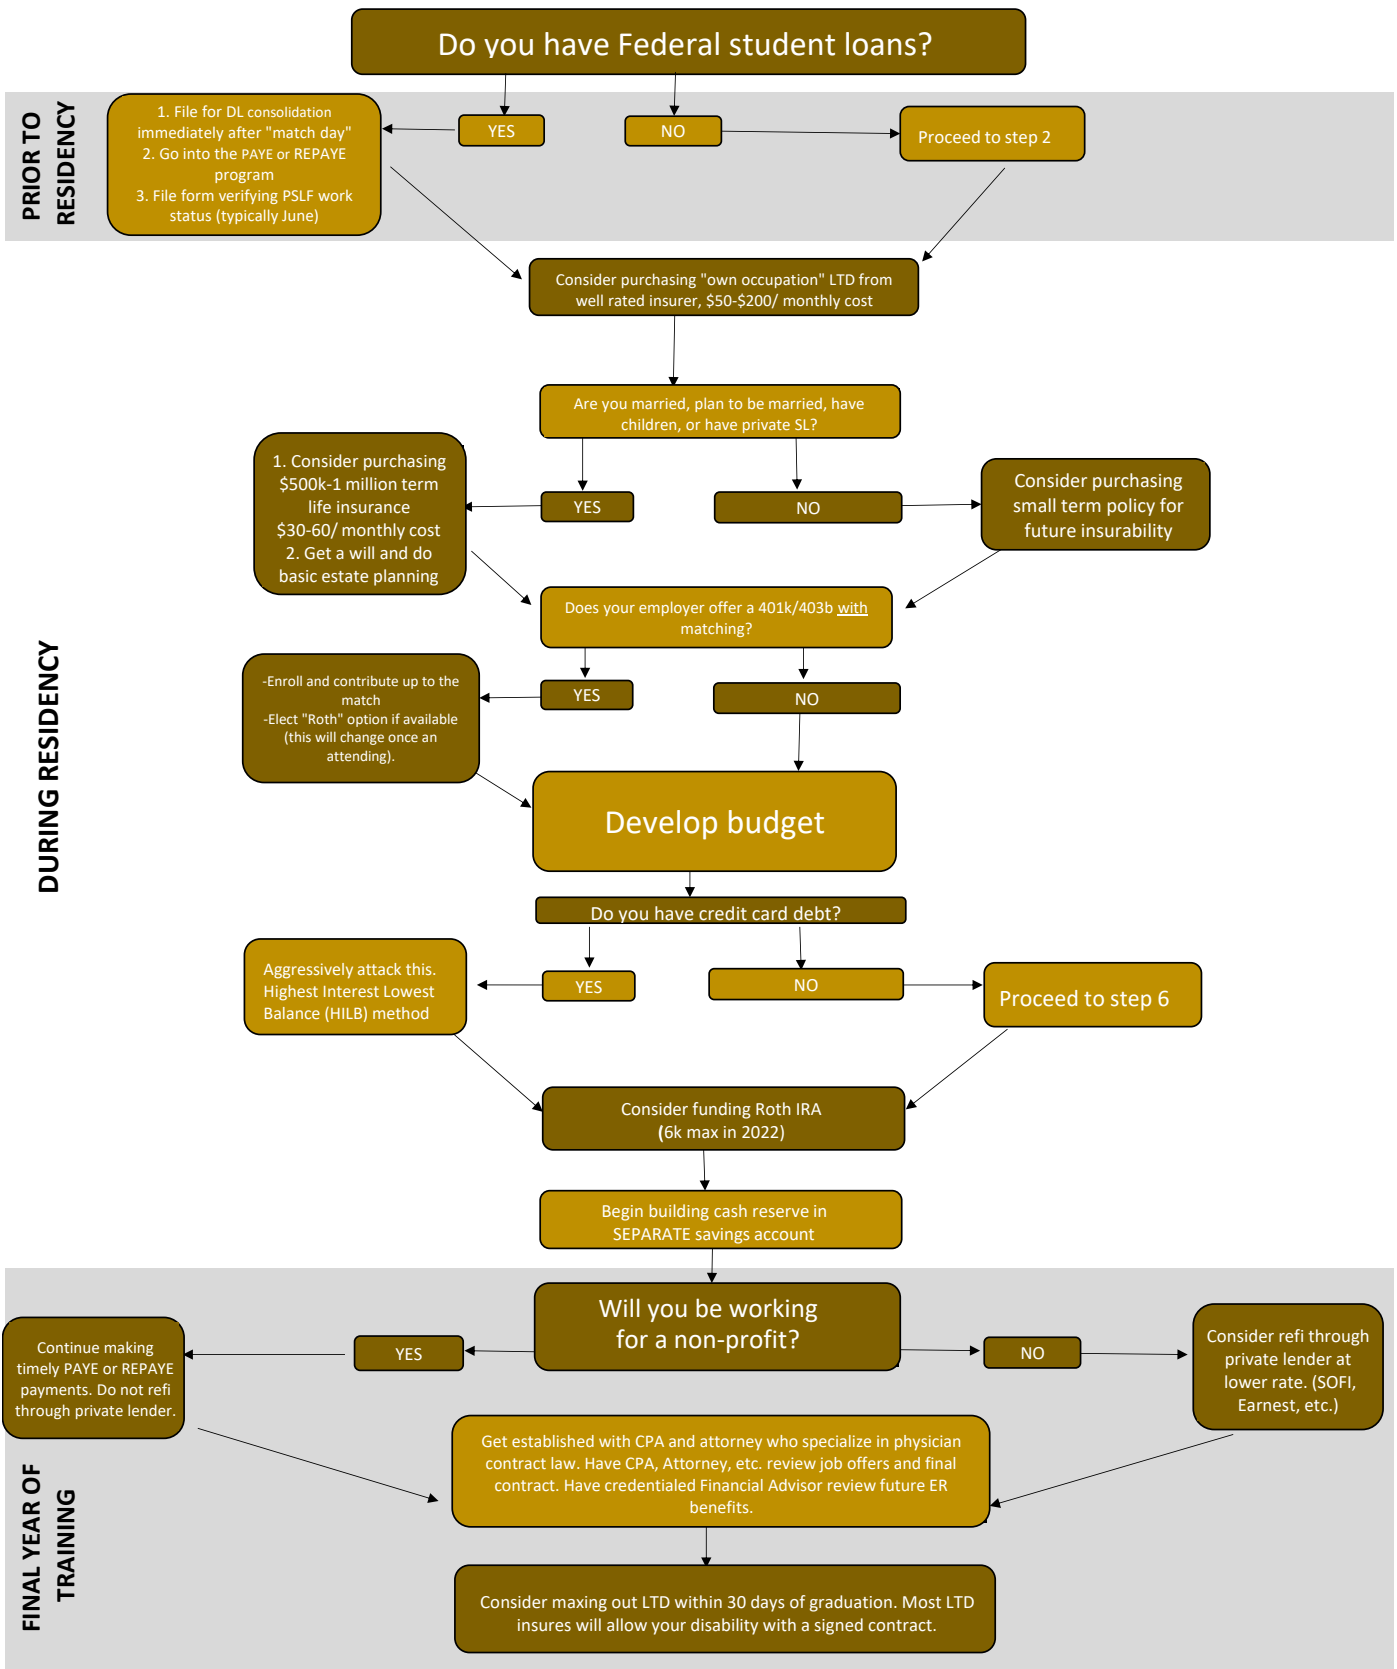 Do you have Federal student loans?
PRIOR TO
RESIDENCY
1. File for DL consolidation
immediately after "match day"
2. Go into the PAYE or REPAYE
program
3. File form verifying PSLF work
status (typically June)
YES
NO
Proceed to step 2
Consider purchasing "own occupation" LTD from
well rated insurer, $50-$200/ monthly cost
DURING RESIDENCY
Are you married, plan to be married, have
children, or have private SL?
1. Consider purchasing
$500k-1 million term
life insurance
$30-60/ monthly cost
2. Get a will and do
basic estate planning
YES
NO
Consider purchasing
small term policy for
future insurability
Does your employer offer a 401k/403b with
matching?
-Enroll and contribute up to the
match
-Elect "Roth" option if available
(this will change once an
attending).
YES
NO
Develop budget
Do you have credit card debt?
Aggressively attack this.
Highest Interest Lowest
Balance (HILB) method
YES
NO
Proceed to step 6
Consider funding Roth IRA
(6k max in 2022)
Begin building cash reserve in
SEPARATE savings account
FINAL YEAR OF
TRAINING
Will you be working
for a non-profit?
Continue making
timely PAYE or REPAYE
payments. Do not refi
through private lender.
YES
NO
Consider refi through
private lender at
lower rate. (SOFI,
Earnest, etc.)
Get established with CPA and attorney who specialize in physician
contract law. Have CPA, Attorney, etc. review job offers and final
contract. Have credentialed Financial Advisor review future ER
benefits.
Consider maxing out LTD within 30 days of graduation. Most LTD
insures will allow your disability with a signed contract.